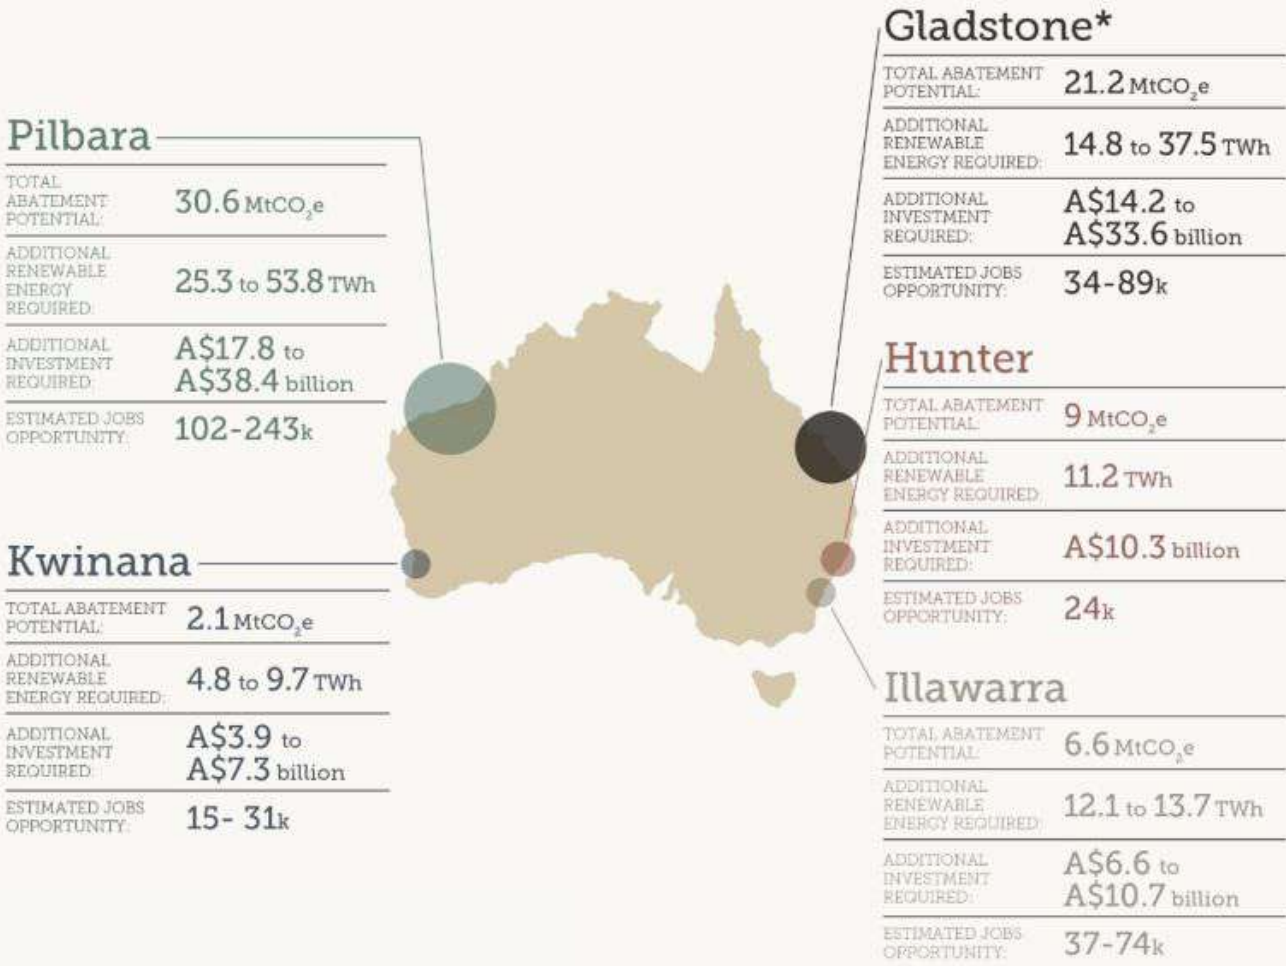 Pilbara
TOTAL
ABATEMENT
POTENTIAL:
30.6 MtCO₂e
ADDITIONAL
RENEWABLE
ENERGY
REQUIRED:
25.3 to 53.8 TWh
ADDITIONAL
INVESTMENT
REQUIRED:
A$17.8 to
A$38.4 billion
ESTIMATED JOBS
OPPORTUNITY:
102-243k
Kwinana
TOTAL ABATEMENT
POTENTIAL:
2.1 MtCO₂e
ADDITIONAL
RENEWABLE
ENERGY REQUIRED:
4.8 to 9.7 TWh
ADDITIONAL
INVESTMENT
REQUIRED:
A$3.9 to
A$7.3 billion
ESTIMATED JOBS
OPPORTUNITY:
15- 31k
Gladstone*
TOTAL ABATEMENT
POTENTIAL:
21.2 MtCO₂e
ADDITIONAL
RENEWABLE
ENERGY REQUIRED:
14.8 to 37.5 TWh
ADDITIONAL
INVESTMENT
REQUIRED:
A$14.2 to
A$33.6 billion
ESTIMATED JOBS
OPPORTUNITY:
34-89k
Hunter
TOTAL ABATEMENT
POTENTIAL:
9 MtCO₂e
ADDITIONAL
RENEWABLE
ENERGY REQUIRED:
11.2 TWh
ADDITIONAL
INVESTMENT
REQUIRED:
A$10.3 billion
ESTIMATED JOBS
OPPORTUNITY:
24k
Illawarra
TOTAL ABATEMENT
POTENTIAL:
6.6 MtCO₂e
ADDITIONAL
RENEWABLE
ENERGY REQUIRED:
12.1 to 13.7 TWh
ADDITIONAL
INVESTMENT
REQUIRED:
A$6.6 to
A$10.7 billion
ESTIMATED JOBS
OPPORTUNITY:
37-74k